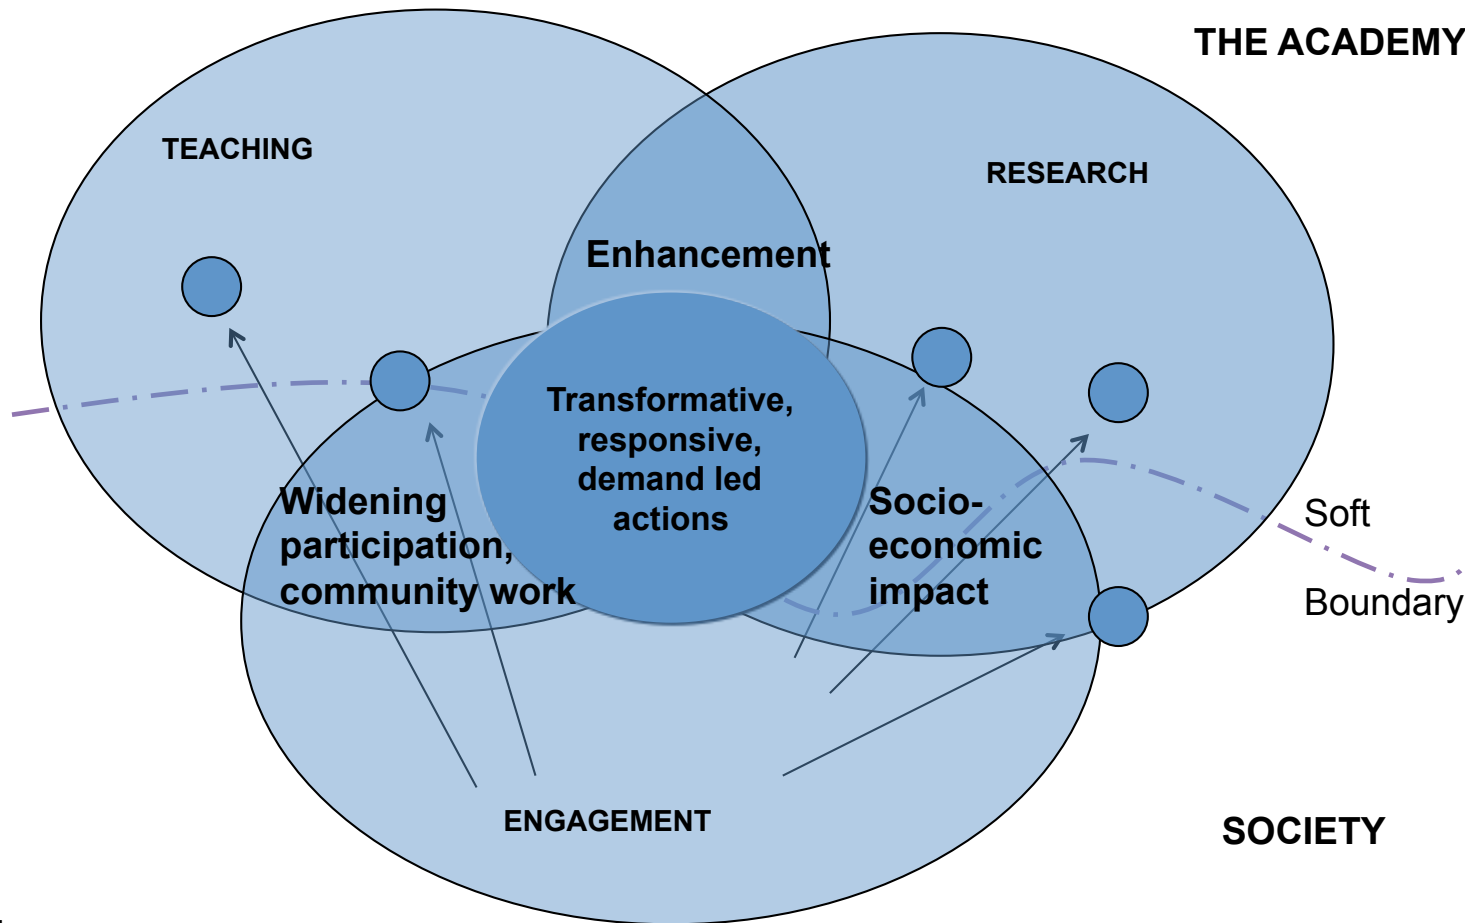 THE ACADEMY
TEACHING
RESEARCH
Enhancement
Transformative,
responsive,
demand led
actions
Widening
participation,
community work
Socio-
economic
impact
Soft
Boundary
ENGAGEMENT
SOCIETY